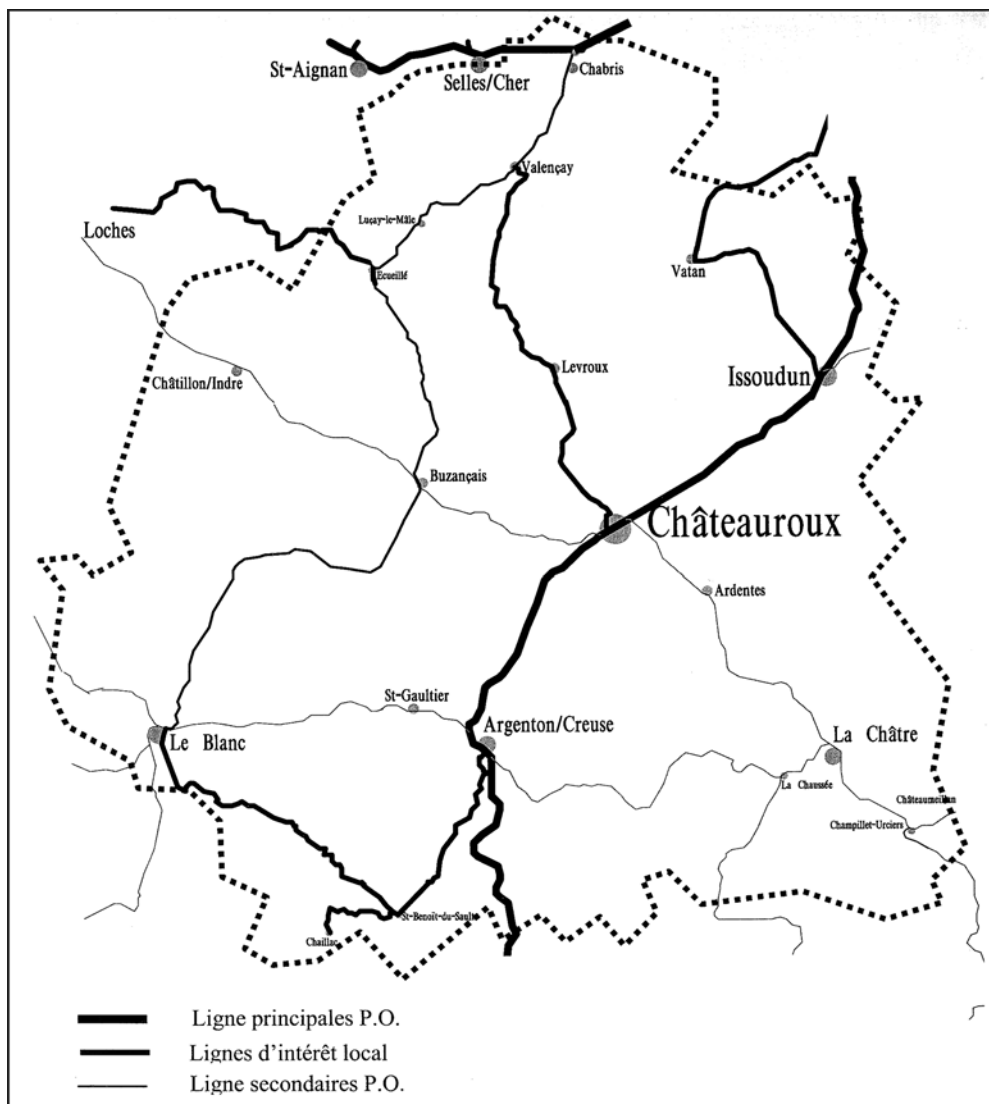 St-Aignan
Selles/Cher
Chabris
Valençay
Luçay-le-Mâle
Loches
Ecueillé
Vatan
Levroux
Issoudun
Châtillon/Indre
Buzançais
Châteauroux
Ardentes
St-Gaultier
Le Blanc
Argenton/Creuse
La Châtre
La Chaussée
Châteaumeillan
Champillet-Urciers
St-Benoît-du-Sault
Chaillac
Ligne principales P.O.
Lignes d'intérêt local
Ligne secondaires P.O.